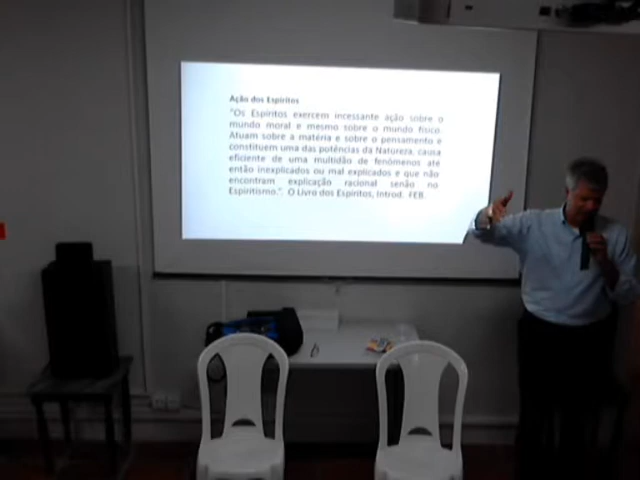 Ação dos Espíritos
"Os Espíritos exercem incessante ação sobre o
mundo moral e mesmo sobre o mundo físico.
Atuam sobre a matéria e sobre o pensamento e
constituem uma das potências da Natureza, causa
eficiente de uma multidão de fenômenos até
então inexplicados ou mal explicados e que não
encontram explicação racional senão no
Espiritismo.". O Livro dos Espíritos, Introd. FEB.